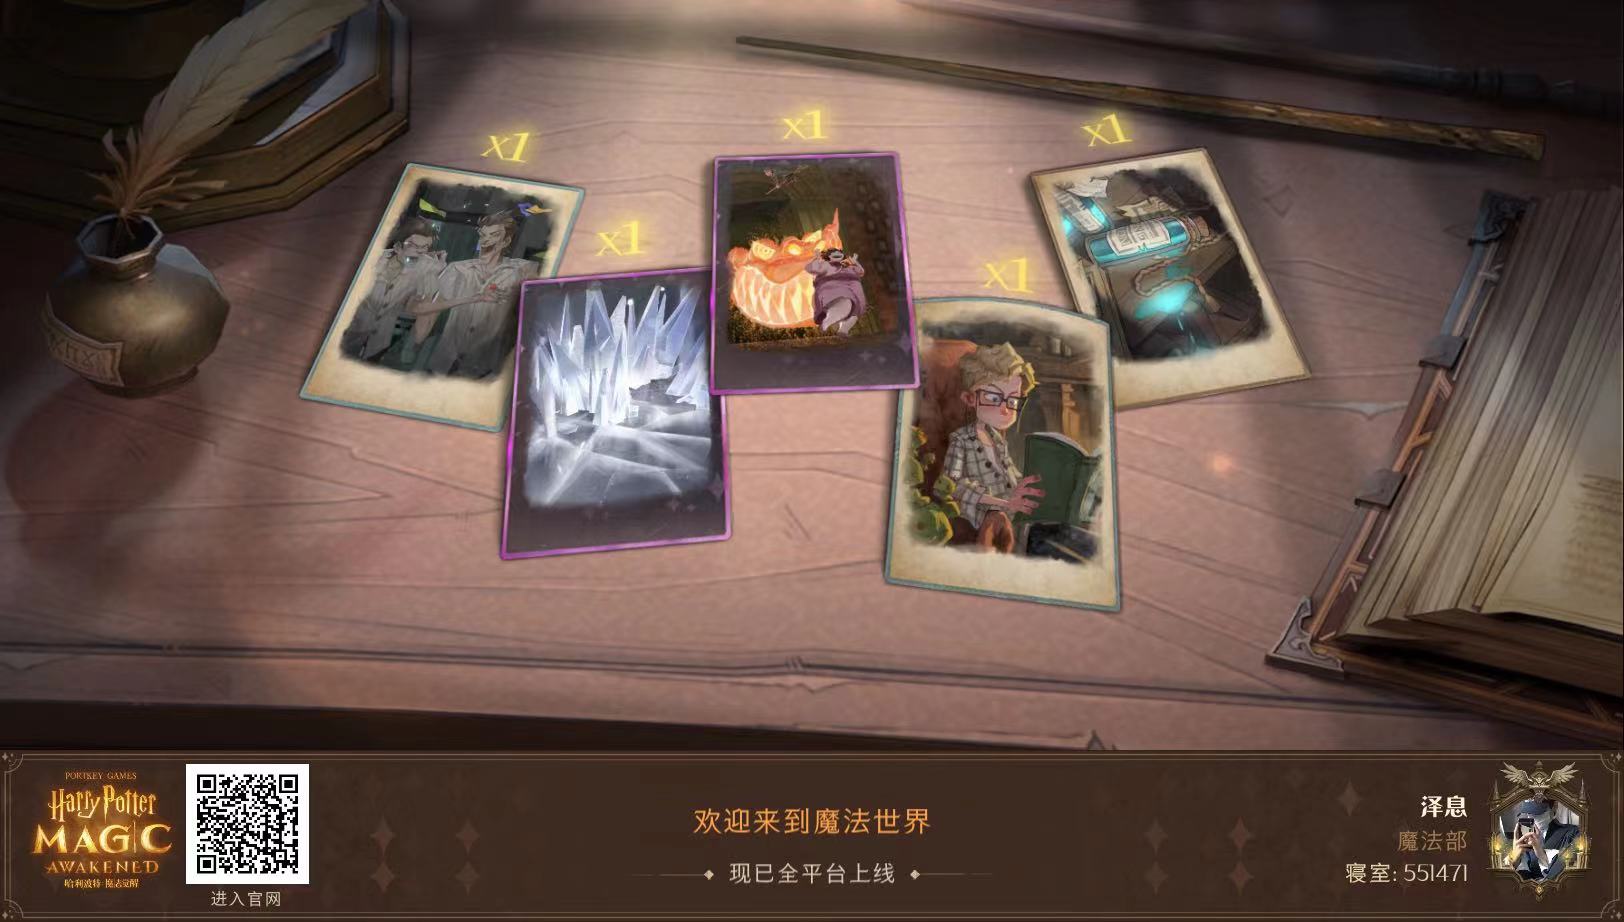 x1
x1
x1
x1
x1
PORTKEY GAMES
Harry Potter
MAGIC
AWAKENED
哈利波特·魔法觉醒
进入官网
欢迎来到魔法世界
现已全平台上线
泽息
魔法部
寝室: 551471